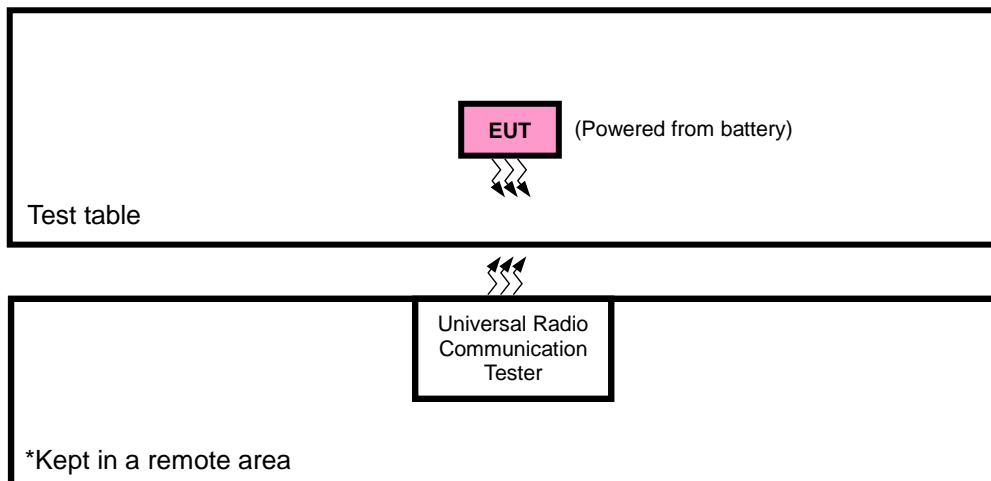 EUT
(Powered from battery)
Test table
Universal Radio
Communication
Tester
*Kept in a remote area